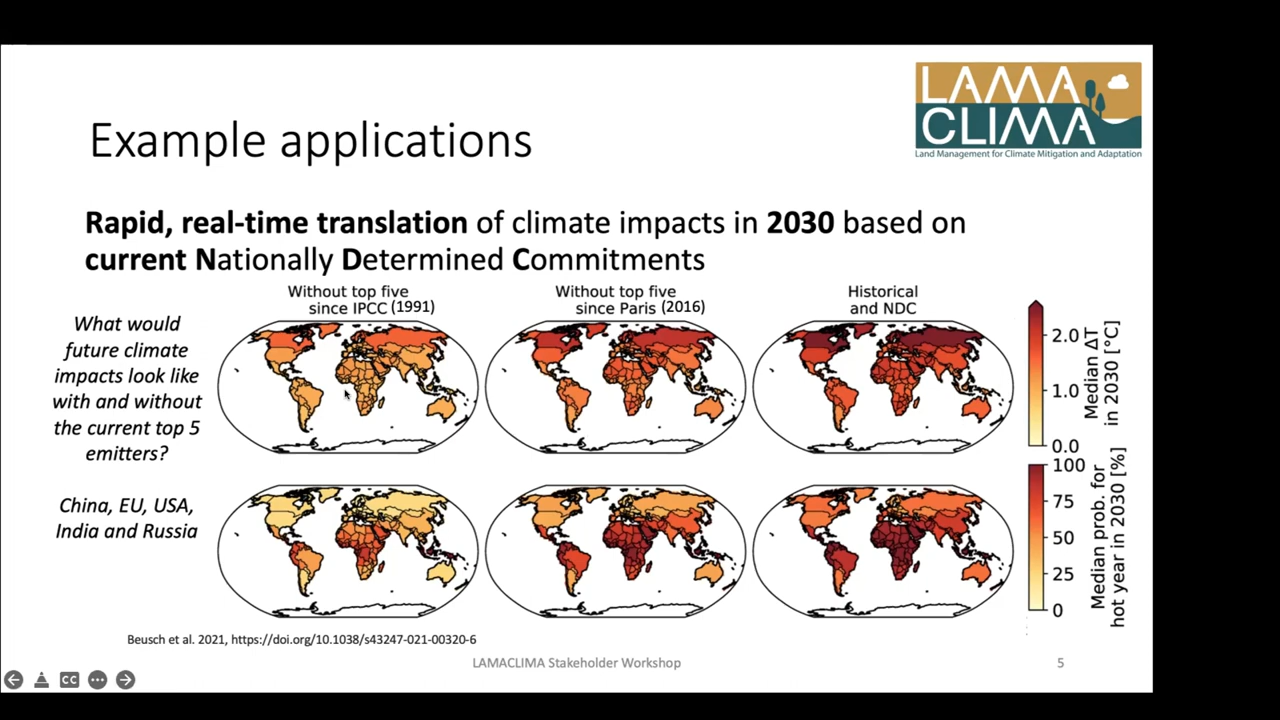 LAMA
CLIMA
Land Management for Climate Mitigation and Adaptation
Example applications
Rapid, real-time translation of climate impacts in 2030 based on
current Nationally Determined Commitments
What would
future climate
impacts look like
with and without
the current top 5
emitters?
China, EU, USA,
India and Russia
Without top five
since IPCC (1991)
Without top five
since Paris (2016)
Historical
and NDC
2.0
1.0
0.0
Median ΔT
in 2030 [°C]
100
75
50
25
0
Median prob. for
hot year in 2030 [%]
Beusch et al. 2021, https://doi.org/10.1038/s43247-021-00320-6
LAMACLIMA Stakeholder Workshop
5
CC